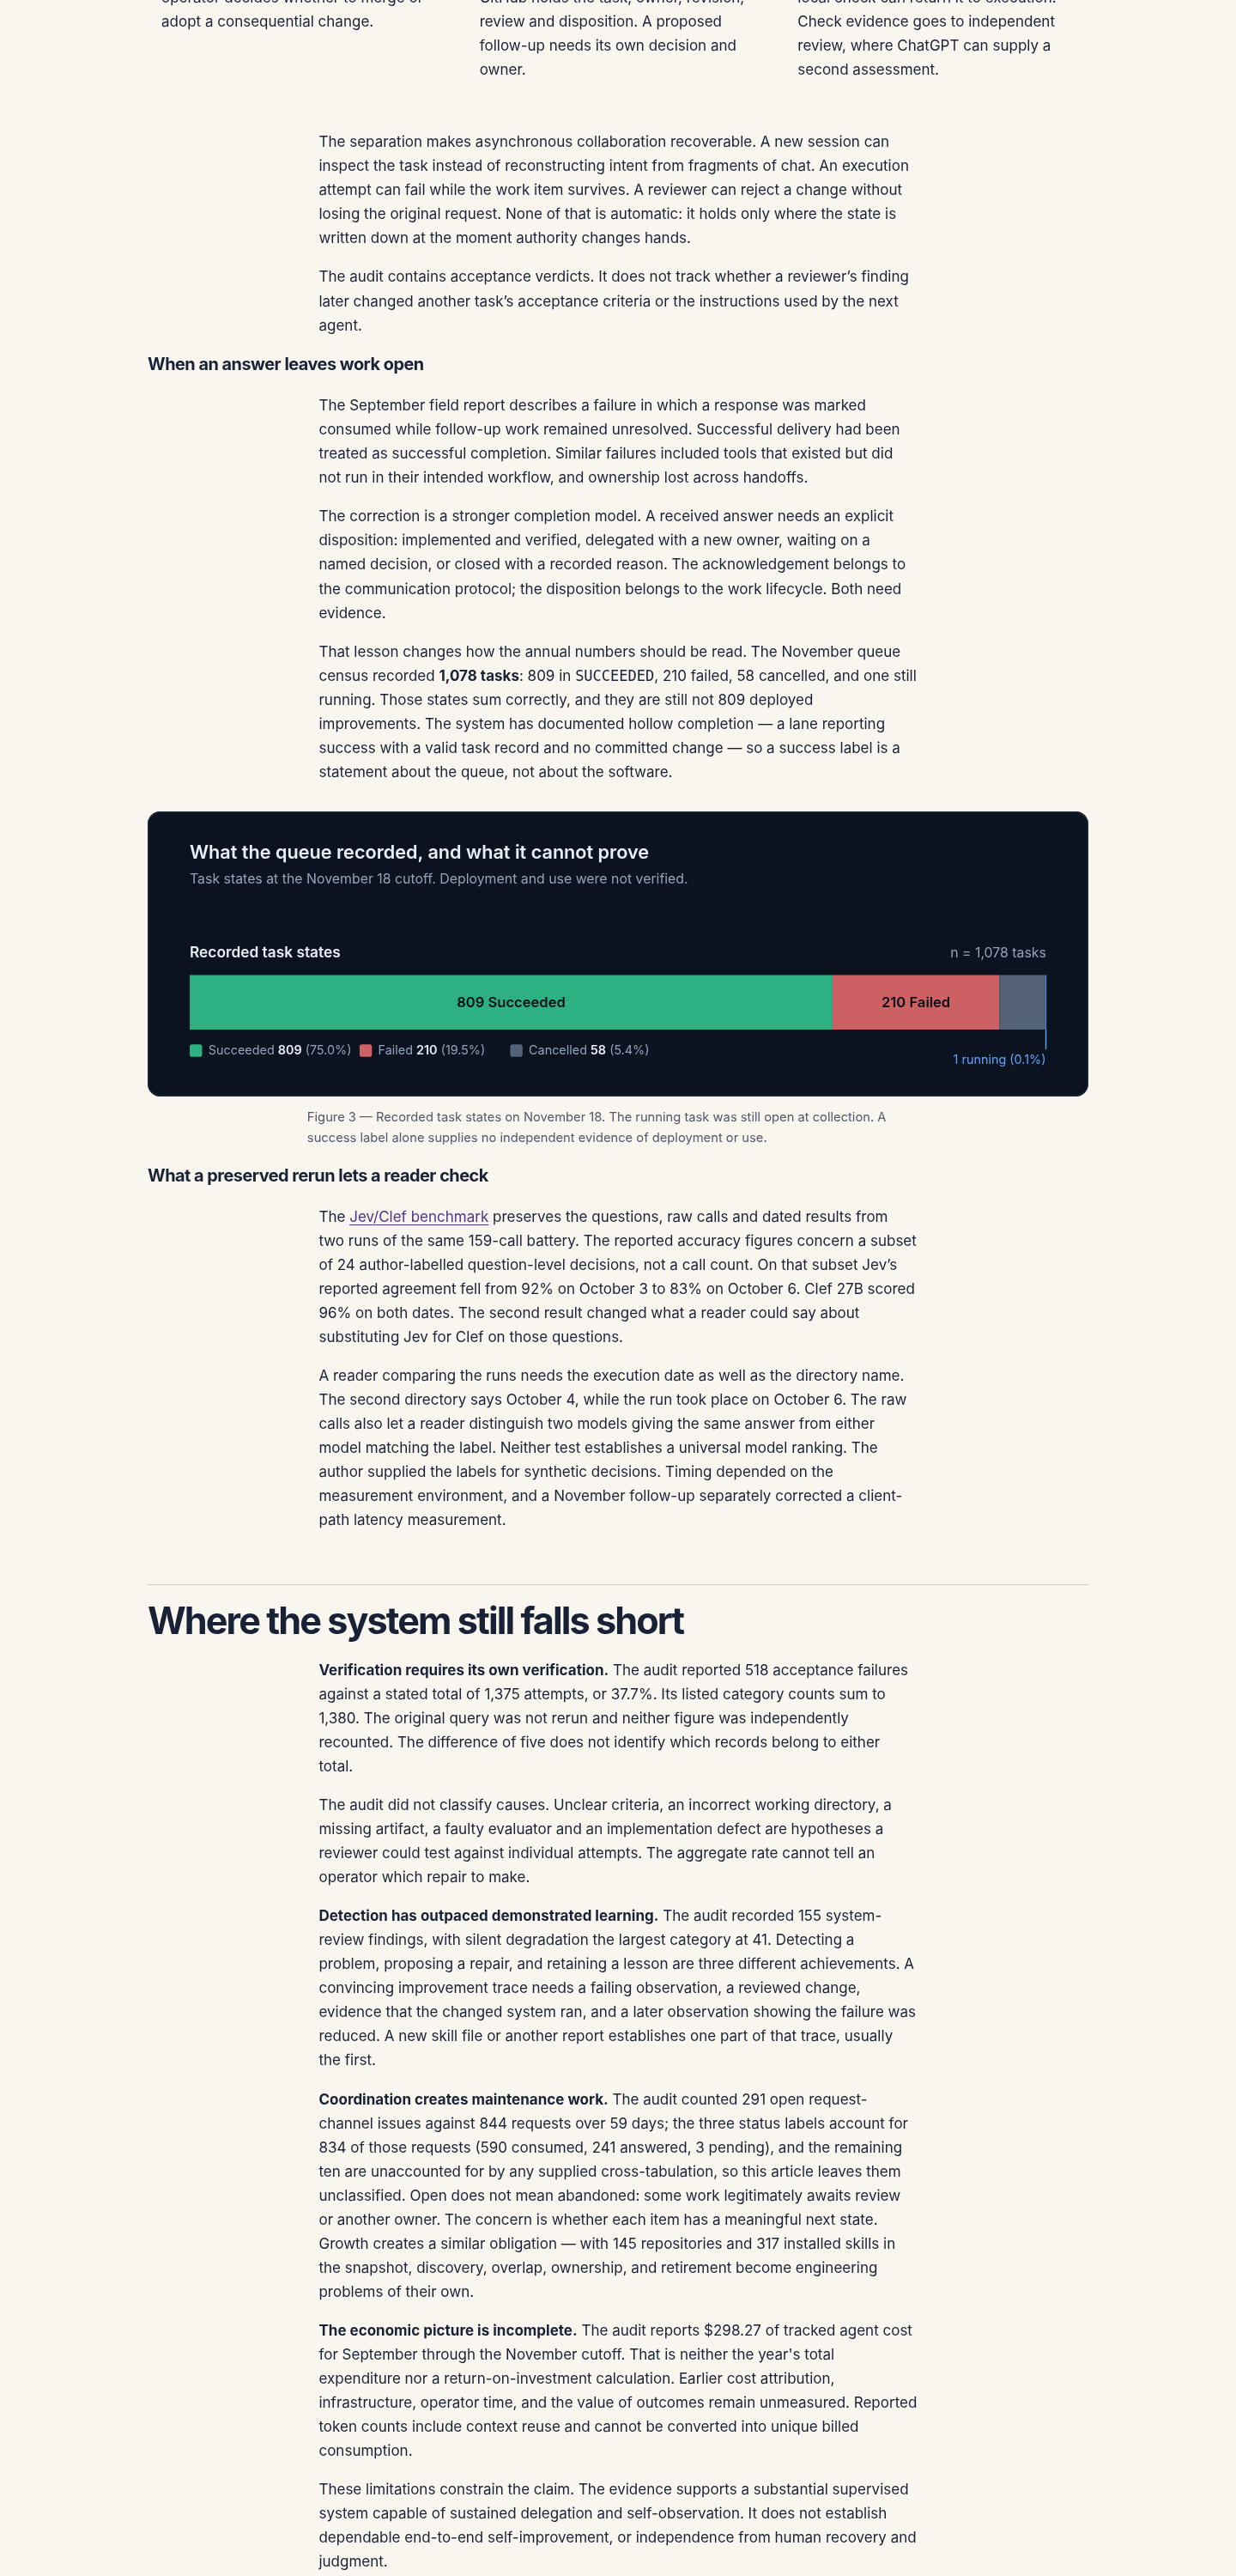 adopt a consequential change.
review and disposition. A proposed
follow-up needs its own decision and
owner.
Check evidence goes to independent
review, where ChatGPT can supply a
second assessment.
The separation makes asynchronous collaboration recoverable. A new session can
inspect the task instead of reconstructing intent from fragments of chat. An execution
attempt can fail while the work item survives. A reviewer can reject a change without
losing the original request. None of that is automatic: it holds only where the state is
written down at the moment authority changes hands.
The audit contains acceptance verdicts. It does not track whether a reviewer’s finding
later changed another task’s acceptance criteria or the instructions used by the next
agent.
When an answer leaves work open
The September field report describes a failure in which a response was marked
consumed while follow-up work remained unresolved. Successful delivery had been
treated as successful completion. Similar failures included tools that existed but did
not run in their intended workflow, and ownership lost across handoffs.
The correction is a stronger completion model. A received answer needs an explicit
disposition: implemented and verified, delegated with a new owner, waiting on a
named decision, or closed with a recorded reason. The acknowledgement belongs to
the communication protocol; the disposition belongs to the work lifecycle. Both need
evidence.
That lesson changes how the annual numbers should be read. The November queue
census recorded 1,078 tasks: 809 in SUCCEEDED, 210 failed, 58 cancelled, and one still
running. Those states sum correctly, and they are still not 809 deployed
improvements. The system has documented hollow completion — a lane reporting
success with a valid task record and no committed change — so a success label is a
statement about the queue, not about the software.
What the queue recorded, and what it cannot prove
Task states at the November 18 cutoff. Deployment and use were not verified.
Recorded task states
n = 1,078 tasks
809 Succeeded
210 Failed
Succeeded 809 (75.0%) Failed 210 (19.5%) Cancelled 58 (5.4%)
1 running (0.1%)
Figure 3 — Recorded task states on November 18. The running task was still open at collection. A
success label alone supplies no independent evidence of deployment or use.
What a preserved rerun lets a reader check
The Jev/Clef benchmark preserves the questions, raw calls and dated results from
two runs of the same 159-call battery. The reported accuracy figures concern a subset
of 24 author-labelled question-level decisions, not a call count. On that subset Jev’s
reported agreement fell from 92% on October 3 to 83% on October 6. Clef 27B scored
96% on both dates. The second result changed what a reader could say about
substituting Jev for Clef on those questions.
A reader comparing the runs needs the execution date as well as the directory name.
The second directory says October 4, while the run took place on October 6. The raw
calls also let a reader distinguish two models giving the same answer from either
model matching the label. Neither test establishes a universal model ranking. The
author supplied the labels for synthetic decisions. Timing depended on the
measurement environment, and a November follow-up separately corrected a client-
path latency measurement.
Where the system still falls short
Verification requires its own verification. The audit reported 518 acceptance failures
against a stated total of 1,375 attempts, or 37.7%. Its listed category counts sum to
1,380. The original query was not rerun and neither figure was independently
recounted. The difference of five does not identify which records belong to either
total.
The audit did not classify causes. Unclear criteria, an incorrect working directory, a
missing artifact, a faulty evaluator and an implementation defect are hypotheses a
reviewer could test against individual attempts. The aggregate rate cannot tell an
operator which repair to make.
Detection has outpaced demonstrated learning. The audit recorded 155 system-
review findings, with silent degradation the largest category at 41. Detecting a
problem, proposing a repair, and retaining a lesson are three different achievements. A
convincing improvement trace needs a failing observation, a reviewed change,
evidence that the changed system ran, and a later observation showing the failure was
reduced. A new skill file or another report establishes one part of that trace, usually
the first.
Coordination creates maintenance work. The audit counted 291 open request-
channel issues against 844 requests over 59 days; the three status labels account for
834 of those requests (590 consumed, 241 answered, 3 pending), and the remaining
ten are unaccounted for by any supplied cross-tabulation, so this article leaves them
unclassified. Open does not mean abandoned: some work legitimately awaits review
or another owner. The concern is whether each item has a meaningful next state.
Growth creates a similar obligation — with 145 repositories and 317 installed skills in
the snapshot, discovery, overlap, ownership, and retirement become engineering
problems of their own.
The economic picture is incomplete. The audit reports $298.27 of tracked agent cost
for September through the November cutoff. That is neither the year's total
expenditure nor a return-on-investment calculation. Earlier cost attribution,
infrastructure, operator time, and the value of outcomes remain unmeasured. Reported
token counts include context reuse and cannot be converted into unique billed
consumption.
These limitations constrain the claim. The evidence supports a substantial supervised
system capable of sustained delegation and self-observation. It does not establish
dependable end-to-end self-improvement, or independence from human recovery and
judgment.